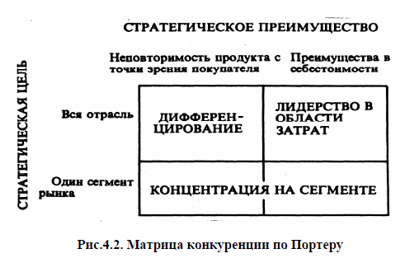 СТРАТЕГИЧЕСКОЕ ПРЕИМУЩЕСТВО
Неповторимость продукта с
точки зрения покупателя
Преимущества в
себестоимости
СТРАТЕГИЧЕСКАЯ ЦЕЛЬ
Вся отрасль
ДИФФЕРЕН-
ЦИРОВАНИЕ
ЛИДЕРСТВО В
ОБЛАСТИ
ЗАТРАТ
Один сегмент
рынка
КОНЦЕНТРАЦИЯ НА СЕГМЕНТЕ
Рис.4.2. Матрица конкуренции по Портеру